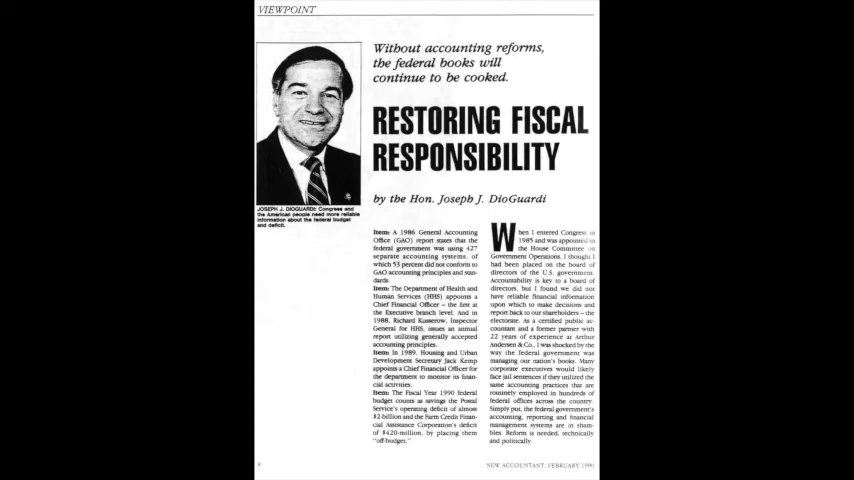 VIEWPOINT
Without accounting reforms,
the federal books will
continue to be cooked.
RESTORING FISCAL
RESPONSIBILITY
by the Hon. Joseph J. DioGuardi
JOSEPH J. DIOGUARDI: Congress and
the American people need more reliable
information about the federal budget
and deficit.
Item: A 1986 General Accounting
Office (GAO) report states that the
federal government was using 427
separate accounting systems, of
which 53 percent did not conform to
GAO accounting principles and stan-
dards.
Item: The Department of Health and
Human Services (HHS) appoints a
Chief Financial Officer – the first at
the Executive branch level. And in
1988, Richard Kusserow, Inspector
General for HHS, issues an annual
report utilizing generally accepted
accounting principles.
Item: In 1989, Housing and Urban
Development Secretary Jack Kemp
appoints a Chief Financial Officer for
the department to monitor its finan-
cial activities.
Item: The Fiscal Year 1990 federal
budget counts as savings the Postal
Service's operating deficit of almost
$2-billion and the Farm Credit Finan-
cial Assistance Corporation's deficit
of $420-million, by placing them
"off-budget."
When I entered Congress in
1985 and was appointed to
the House Committee on
Government Operations, I thought I
had been placed on the board of
directors of the U.S. government.
Accountability is key to a board of
directors, but I found we did not
have reliable financial information
upon which to make decisions and
report back to our shareholders – the
electorate. As a certified public ac-
countant and a former partner with
22 years of experience at Arthur
Andersen & Co., I was shocked by the
way the federal government was
managing our nation's books. Many
corporate executives would likely
face jail sentences if they utilized the
same accounting practices that are
routinely employed in hundreds of
federal offices across the country.
Simply put, the federal government's
accounting, reporting and financial
management systems are in sham-
bles. Reform is needed, technically
and politically.
8
NEW ACCOUNTANT, FEBRUARY 1990